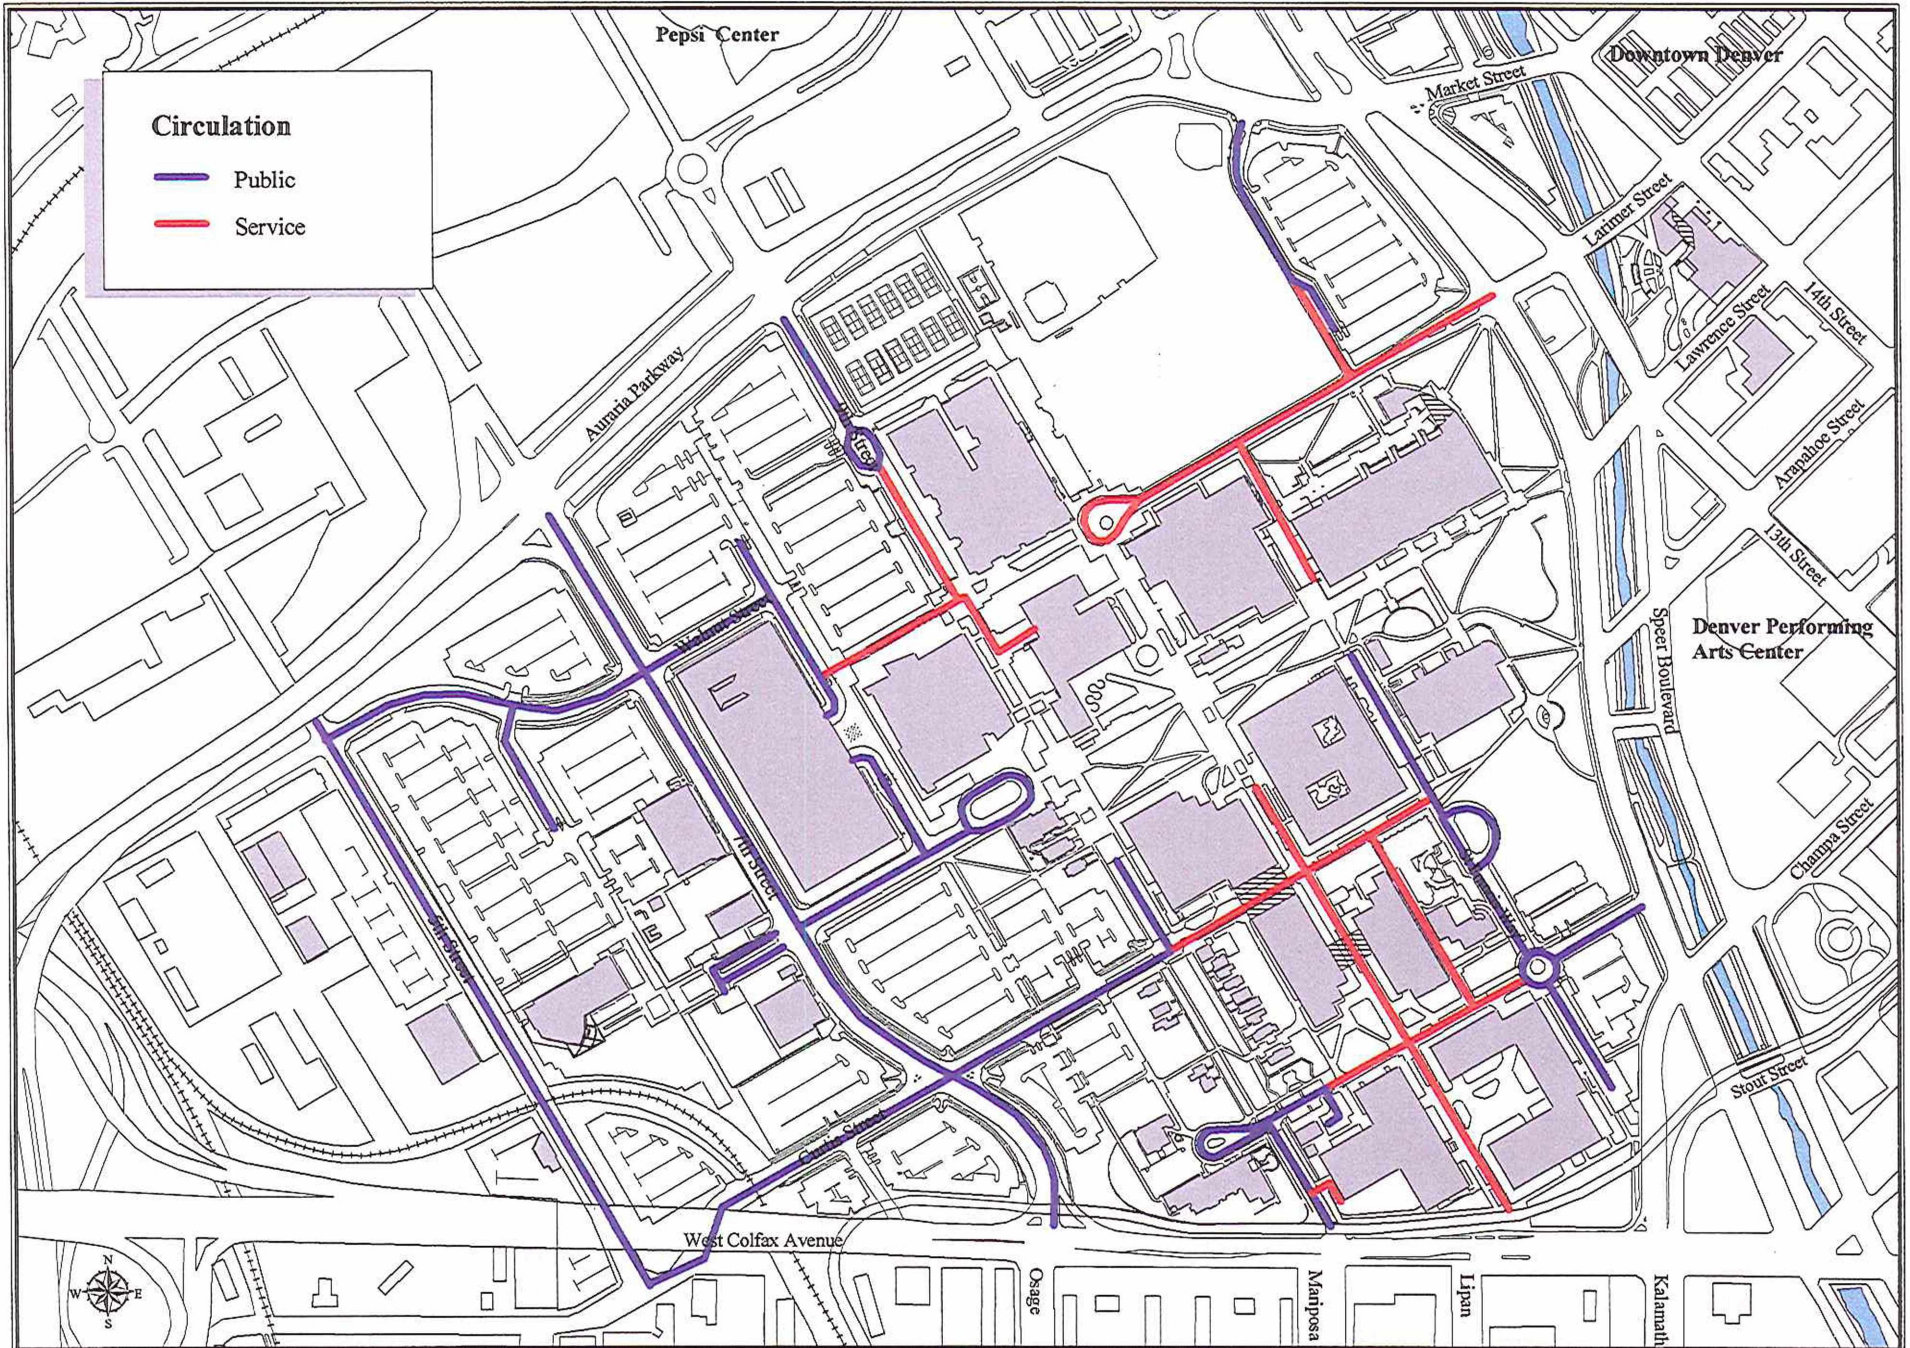 Pepsi Center
Downtown Denver
Market Street
Circulation
Public
Service
Larimer Street
Lawrence Street
14th Street
Auraria Parkway
Arapahoe Street
13th Street
Walnut Street
Speer Boulevard
Denver Performing
Arts Center
Champa Street
7th Street
5th Street
Stout Street
Curtis Street
West Colfax Avenue
N
W
E
S
Osage
Mariposa
Lipan
Kalamath